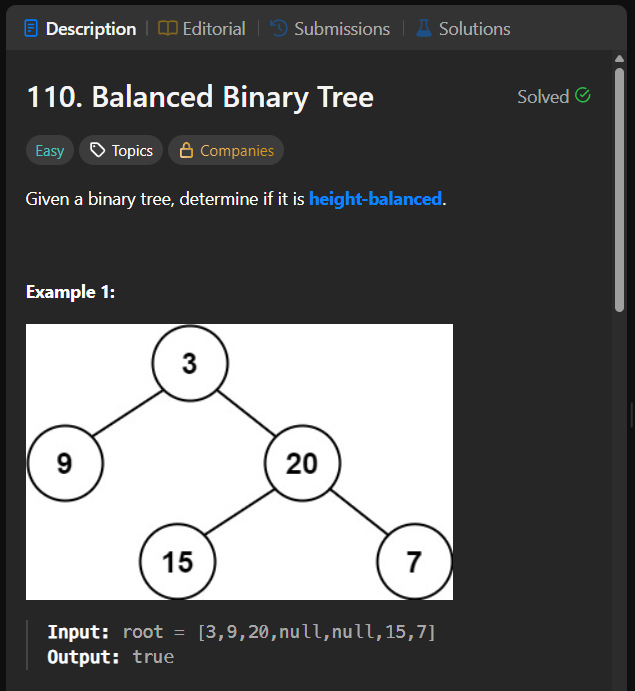 Description | Editorial | Submissions | Solutions
110. Balanced Binary Tree
Solved
Easy Topics Companies
Given a binary tree, determine if it is height-balanced.
Example 1:
3
9 20
15 7
Input: root = [3,9,20,null,null,15,7]
Output: true